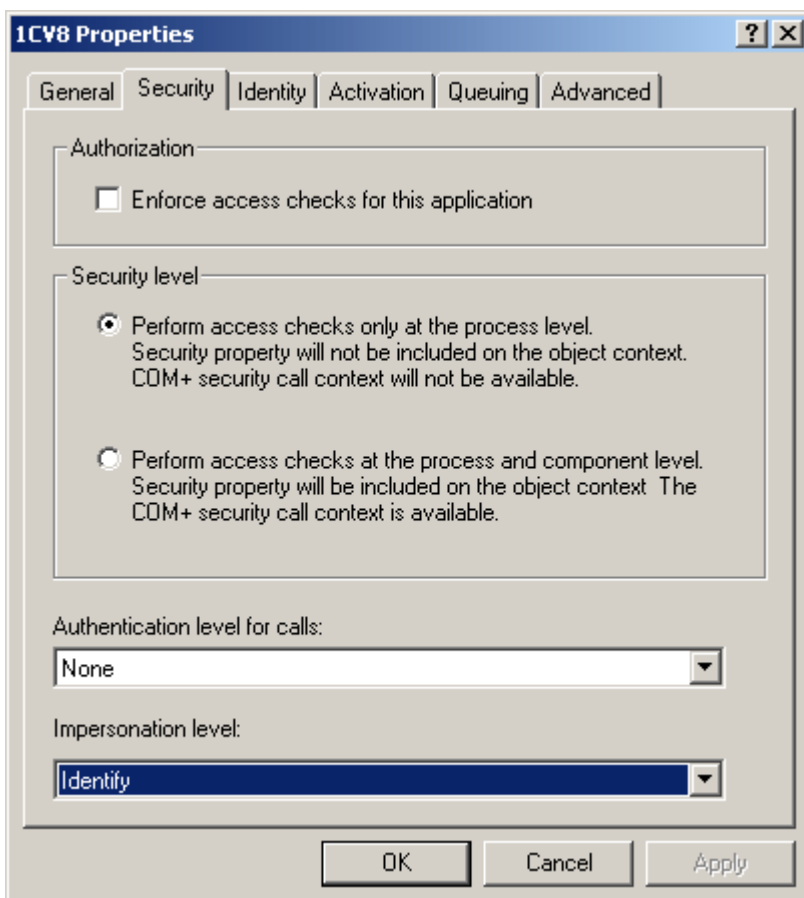 1CV8 Properties
General Security Identity Activation Queuing Advanced
Authorization
Enforce access checks for this application
Security level
Perform access checks only at the process level.
Security property will not be included on the object context.
COM+ security call context will not be available.
Perform access checks at the process and component level.
Security property will be included on the object context The
COM+ security call context is available.
Authentication level for calls:
None
Impersonation level:
Identify
OK Cancel Apply